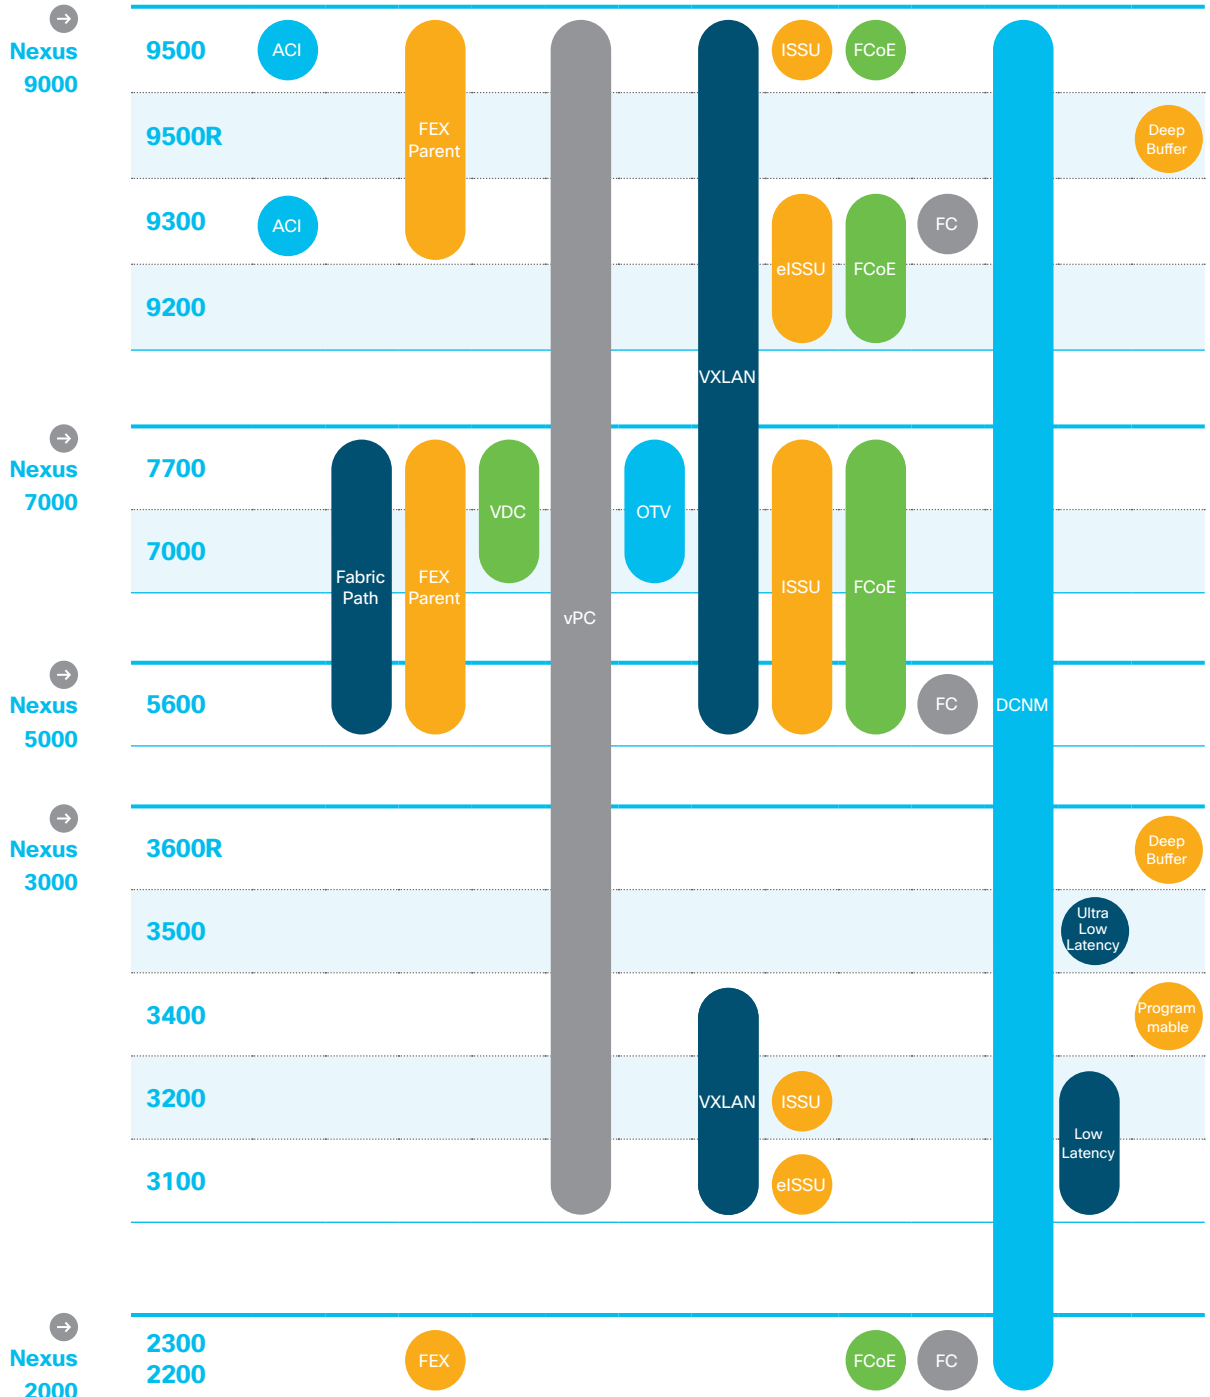 Nexus
9000
9500
ACI
ISSU
FCoE
9500R
FEX
Parent
Deep
Buffer
9300
ACI
FC
eISSU
FCoE
9200
VXLAN
Nexus
7000
7700
VDC
OTV
7000
Fabric
Path
FEX
Parent
ISSU
FCoE
vPC
Nexus
5000
5600
FC
DCNM
Nexus
3000
3600R
Deep
Buffer
3500
Ultra
Low
Latency
3400
Program
mable
3200
VXLAN
ISSU
Low
Latency
3100
eISSU
Nexus
2000
2300
2200
FEX
FCoE
FC